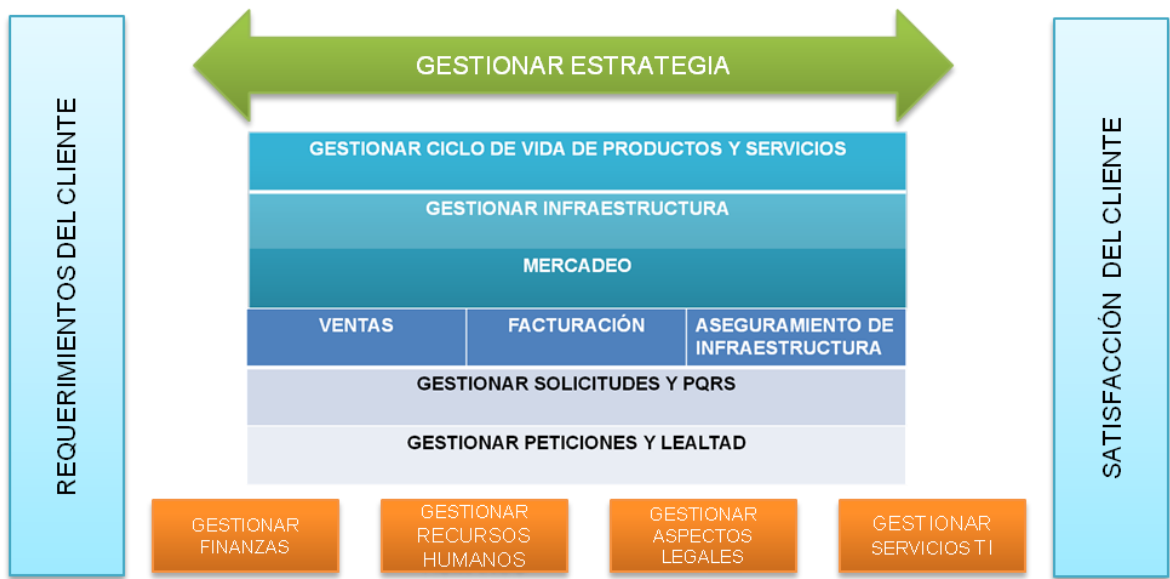 REQUERIMIENTOS DEL CLIENTE
GESTIONAR ESTRATEGIA
GESTIONAR CICLO DE VIDA DE PRODUCTOS Y SERVICIOS
GESTIONAR INFRAESTRUCTURA
MERCADEO
VENTAS
FACTURACIÓN
ASEGURAMIENTO DE
INFRAESTRUCTURA
GESTIONAR SOLICITUDES Y PQRS
GESTIONAR PETICIONES Y LEALTAD
GESTIONAR
FINANZAS
GESTIONAR
RECURSOS
HUMANOS
GESTIONAR
ASPECTOS
LEGALES
GESTIONAR
SERVICIOS TI
SATISFACCIÓN DEL CLIENTE